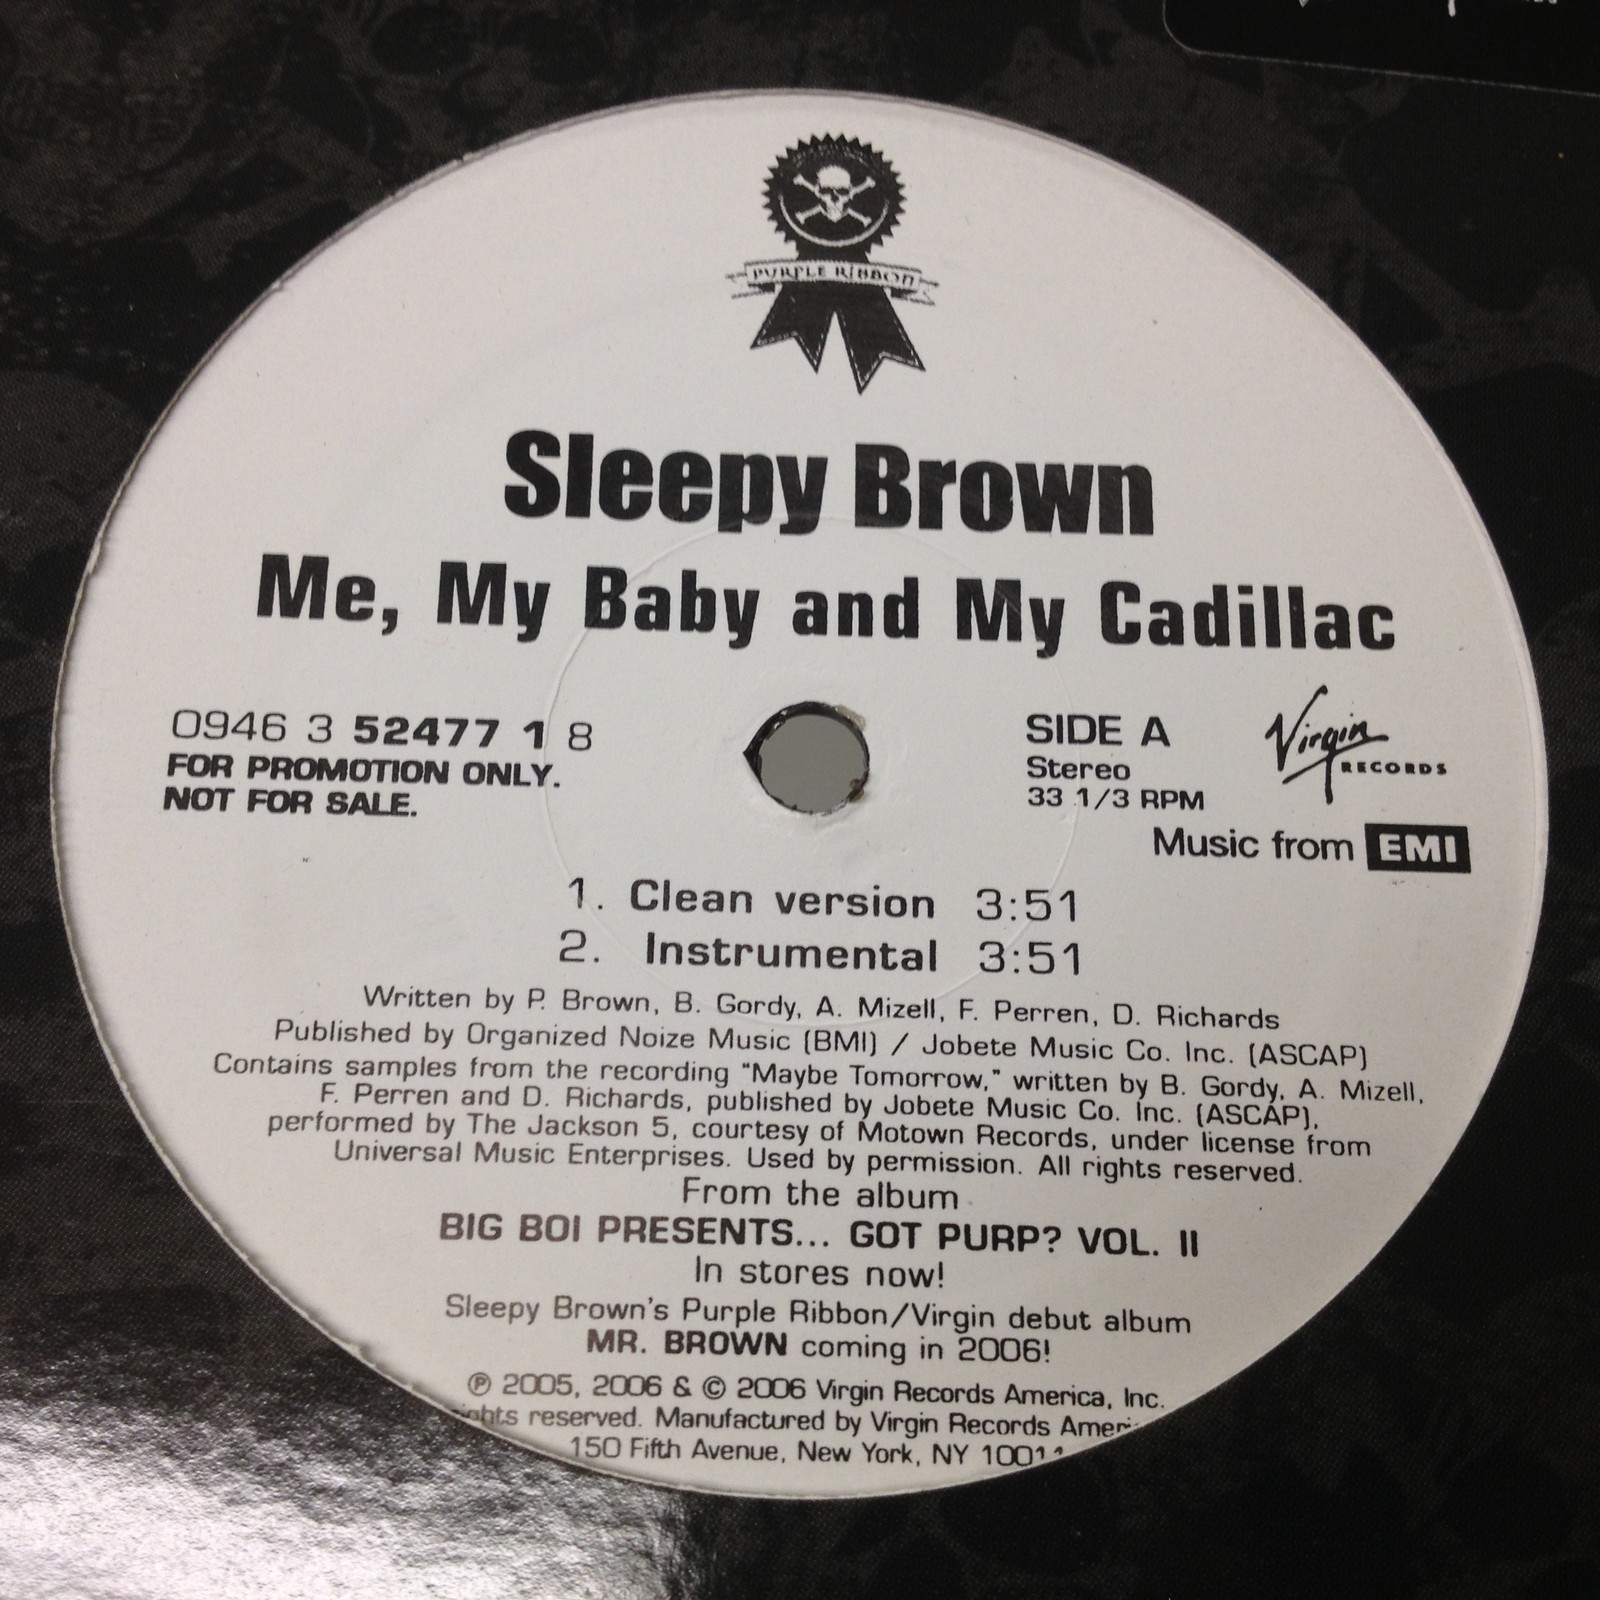 PURPLE RIBBON
Sleepy Brown
Me, My Baby and My Cadillac
0946 3 52477 1 8
FOR PROMOTION ONLY.
NOT FOR SALE.
SIDE A
Stereo
33 1/3 RPM
Virgin
RECORDS
Music from EMI
1. Clean version 3:51
2. Instrumental 3:51
Written by P. Brown, B. Gordy, A. Mizell, F. Perren, D. Richards
Published by Organized Noize Music (BMI) / Jobete Music Co. Inc. (ASCAP)
Contains samples from the recording "Maybe Tomorrow," written by B. Gordy, A. Mizell,
F. Perren and D. Richards, published by Jobete Music Co. Inc. (ASCAP),
performed by The Jackson 5, courtesy of Motown Records, under license from
Universal Music Enterprises. Used by permission. All rights reserved.
From the album
BIG BOI PRESENTS... GOT PURP? VOL. II
In stores now!
Sleepy Brown's Purple Ribbon/Virgin debut album
MR. BROWN coming in 2006!
℗ 2005, 2006 & © 2006 Virgin Records America, Inc.
reserved. Manufactured by Virgin Records
150 Fifth Avenue, New York, NY